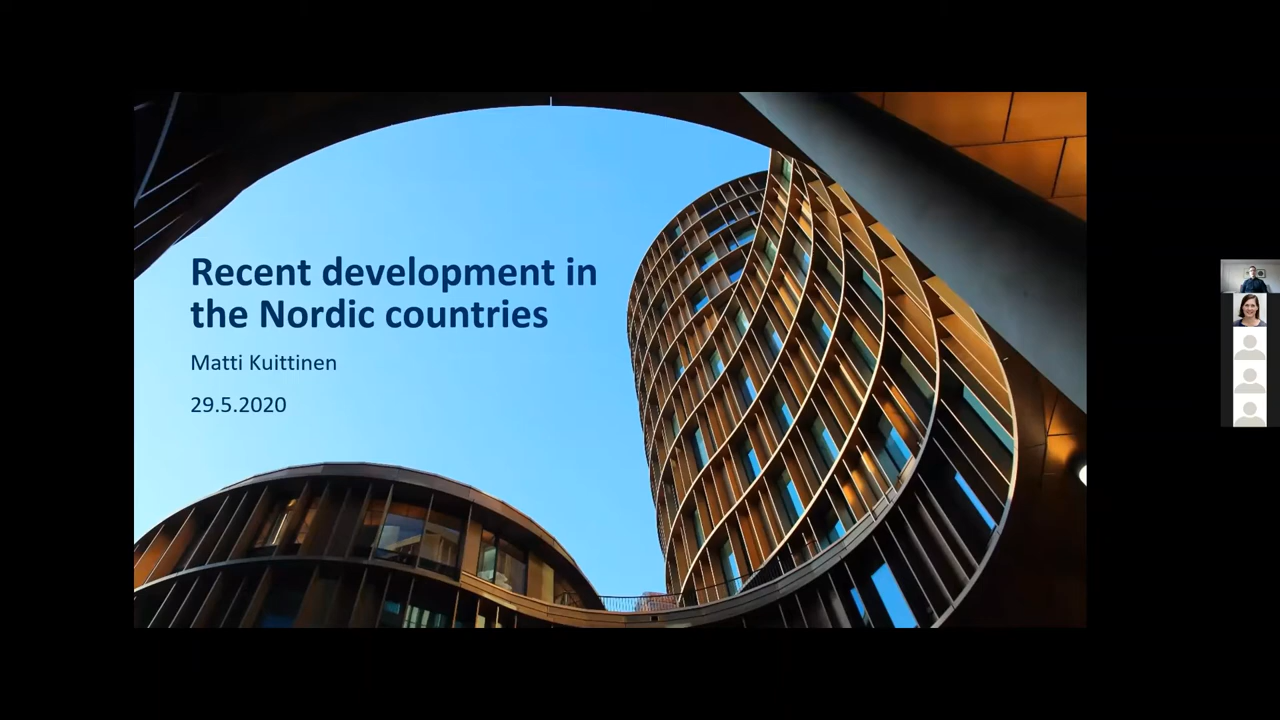 Recent development in
the Nordic countries
Matti Kuittinen
29.5.2020